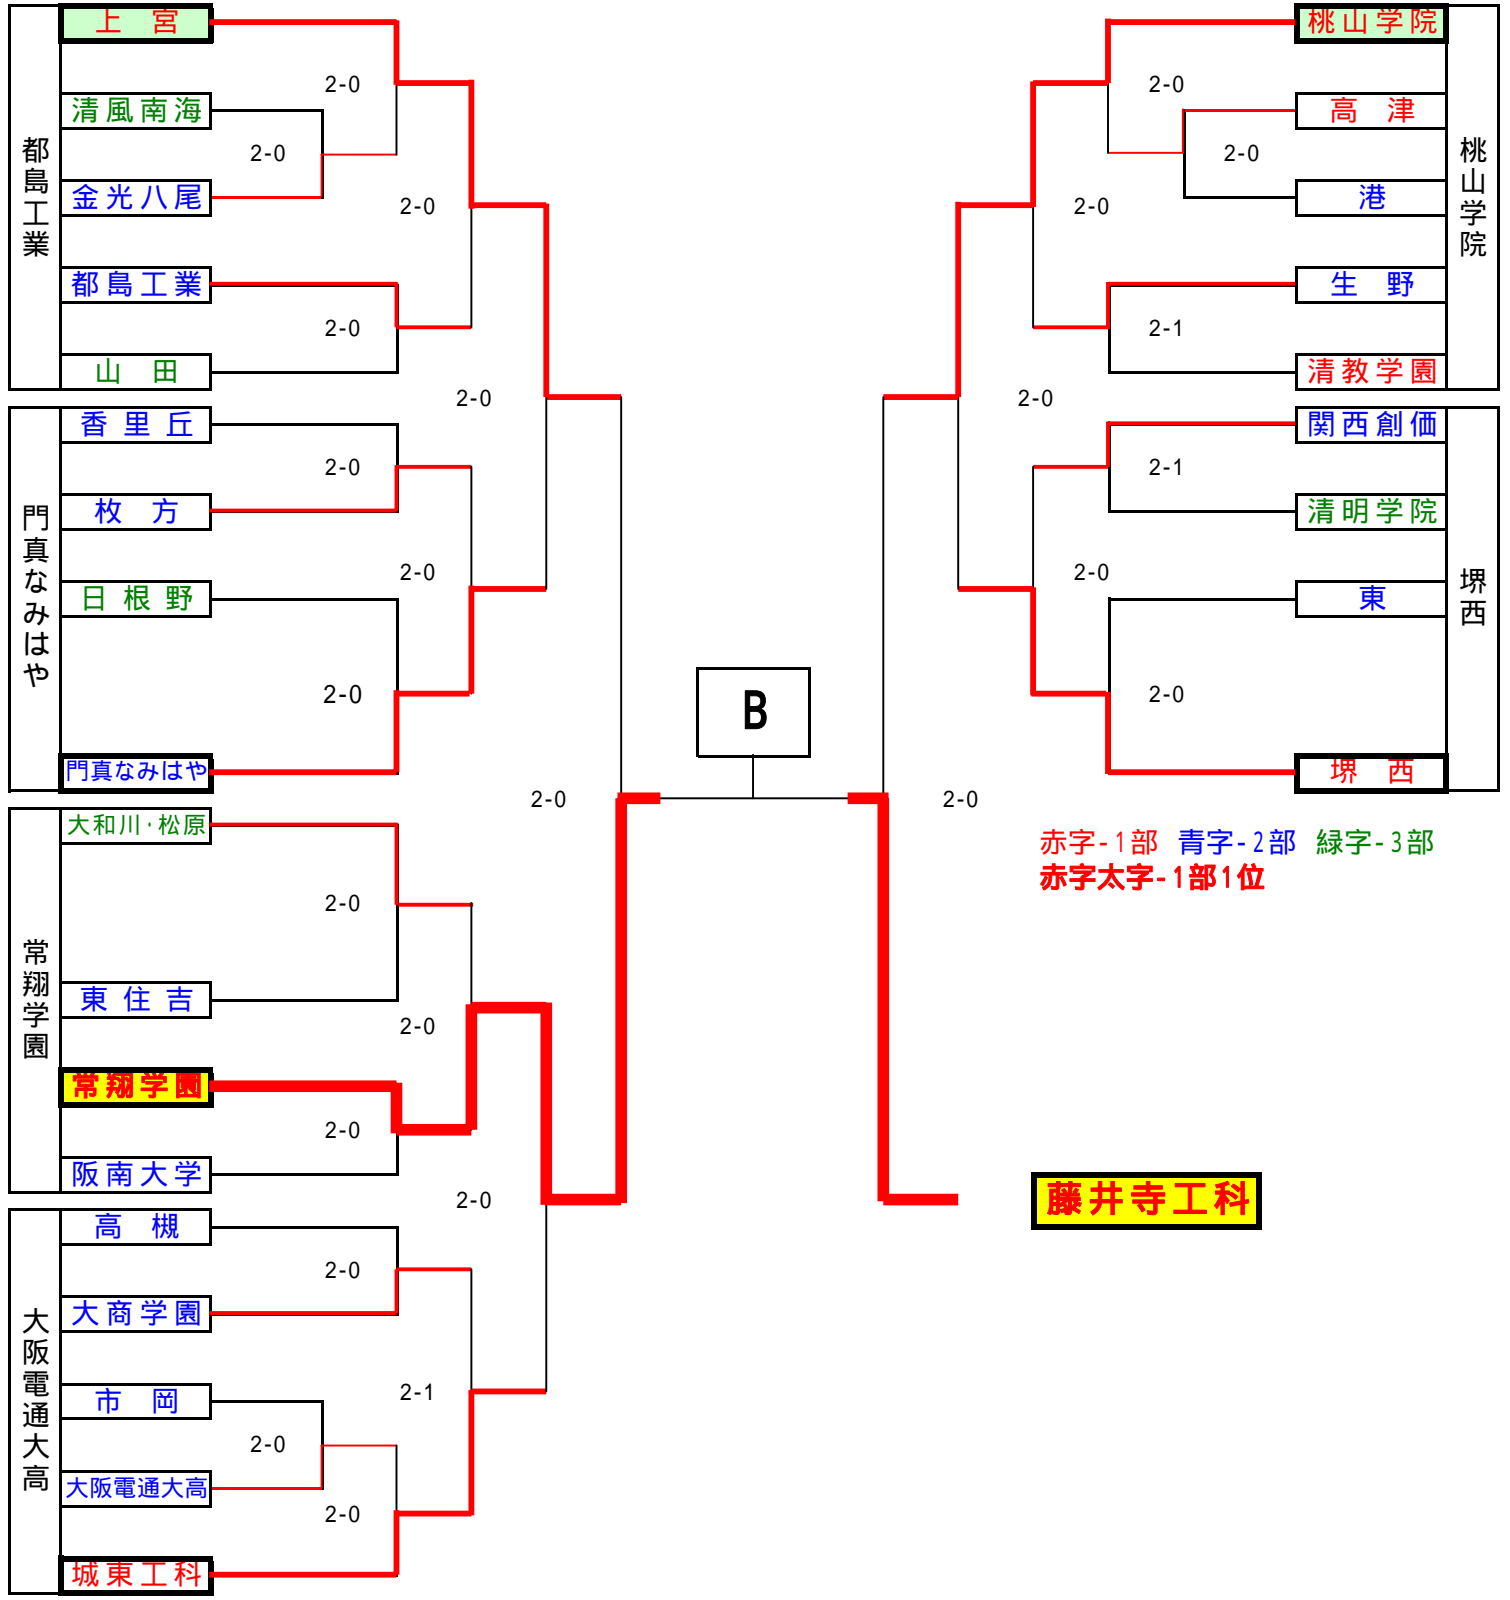 都島工業
上　宮
2-0
清風南海
2-0
金光八尾
2-0
都島工業
2-0
山　田
2-0
門真なみはや
香里丘
2-0
枚　方
2-0
日根野
2-0
門真なみはや
2-0
常翔学園
大和川・松原
2-0
東住吉
2-0
常翔学園
2-0
阪南大学
2-0
大阪電通大高
高　槻
2-0
大商学園
2-1
市　岡
2-0
大阪電通大高
2-0
城東工科
B
桃山学院
桃山学院
2-0
高　津
2-0
港
2-0
生　野
2-1
清教学園
2-0
堺西
関西創価
2-1
清明学院
2-0
東
2-0
堺　西
2-0
赤字-1部 青字-2部 緑字-3部
赤字太字-1部1位
藤井寺工科